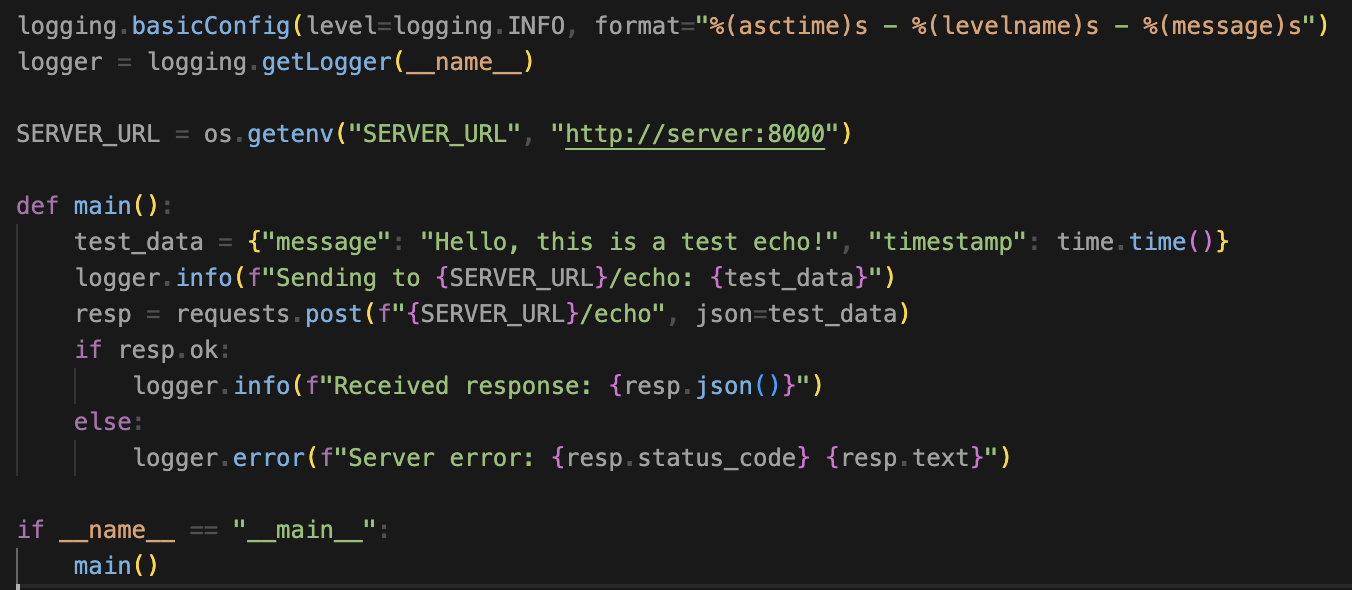 logging.basicConfig(level=logging.INFO, format="%(asctime)s - %(levelname)s - %(message)s")
logger = logging.getLogger(__name__)

SERVER_URL = os.getenv("SERVER_URL", "http://server:8000")

def main():
    test_data = {"message": "Hello, this is a test echo!", "timestamp": time.time()}
    logger.info(f"Sending to {SERVER_URL}/echo: {test_data}")
    resp = requests.post(f"{SERVER_URL}/echo", json=test_data)
    if resp.ok:
        logger.info(f"Received response: {resp.json()}")
    else:
        logger.error(f"Server error: {resp.status_code} {resp.text}")

if __name__ == "__main__":
    main()